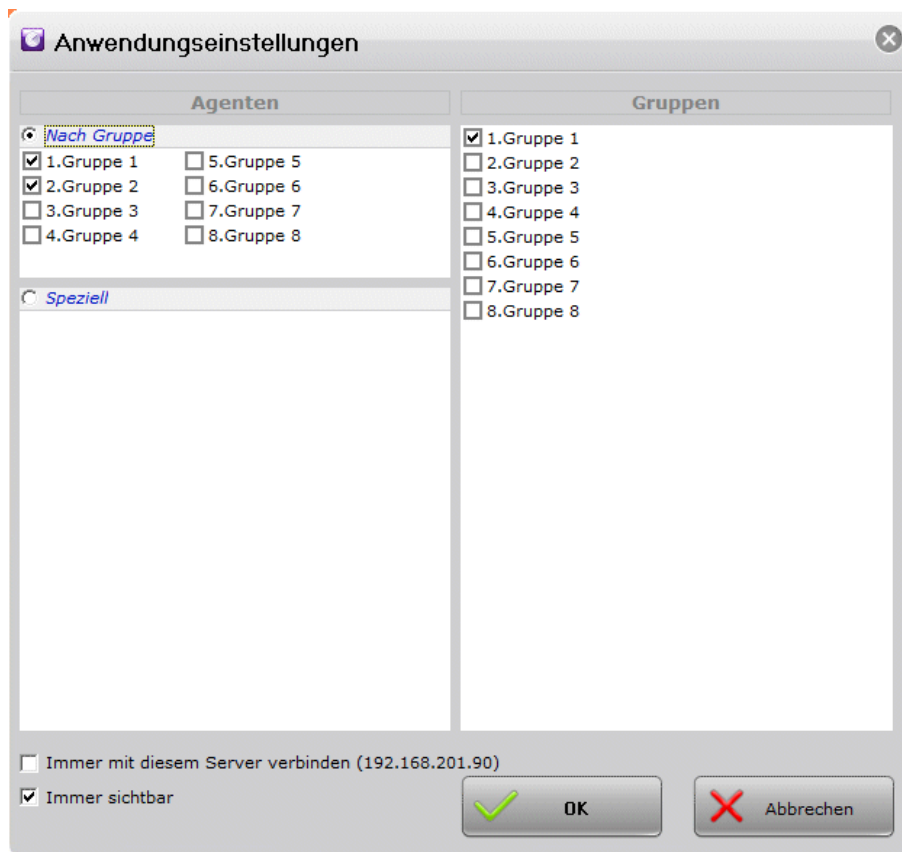 Anwendungseinstellungen
Agenten
Nach Gruppe
1.Gruppe 1
5.Gruppe 5
2.Gruppe 2
6.Gruppe 6
3.Gruppe 3
7.Gruppe 7
4.Gruppe 4
8.Gruppe 8
Speziell
Gruppen
1.Gruppe 1
2.Gruppe 2
3.Gruppe 3
4.Gruppe 4
5.Gruppe 5
6.Gruppe 6
7.Gruppe 7
8.Gruppe 8
Immer mit diesem Server verbinden (192.168.201.90)
Immer sichtbar
OK
Abbrechen